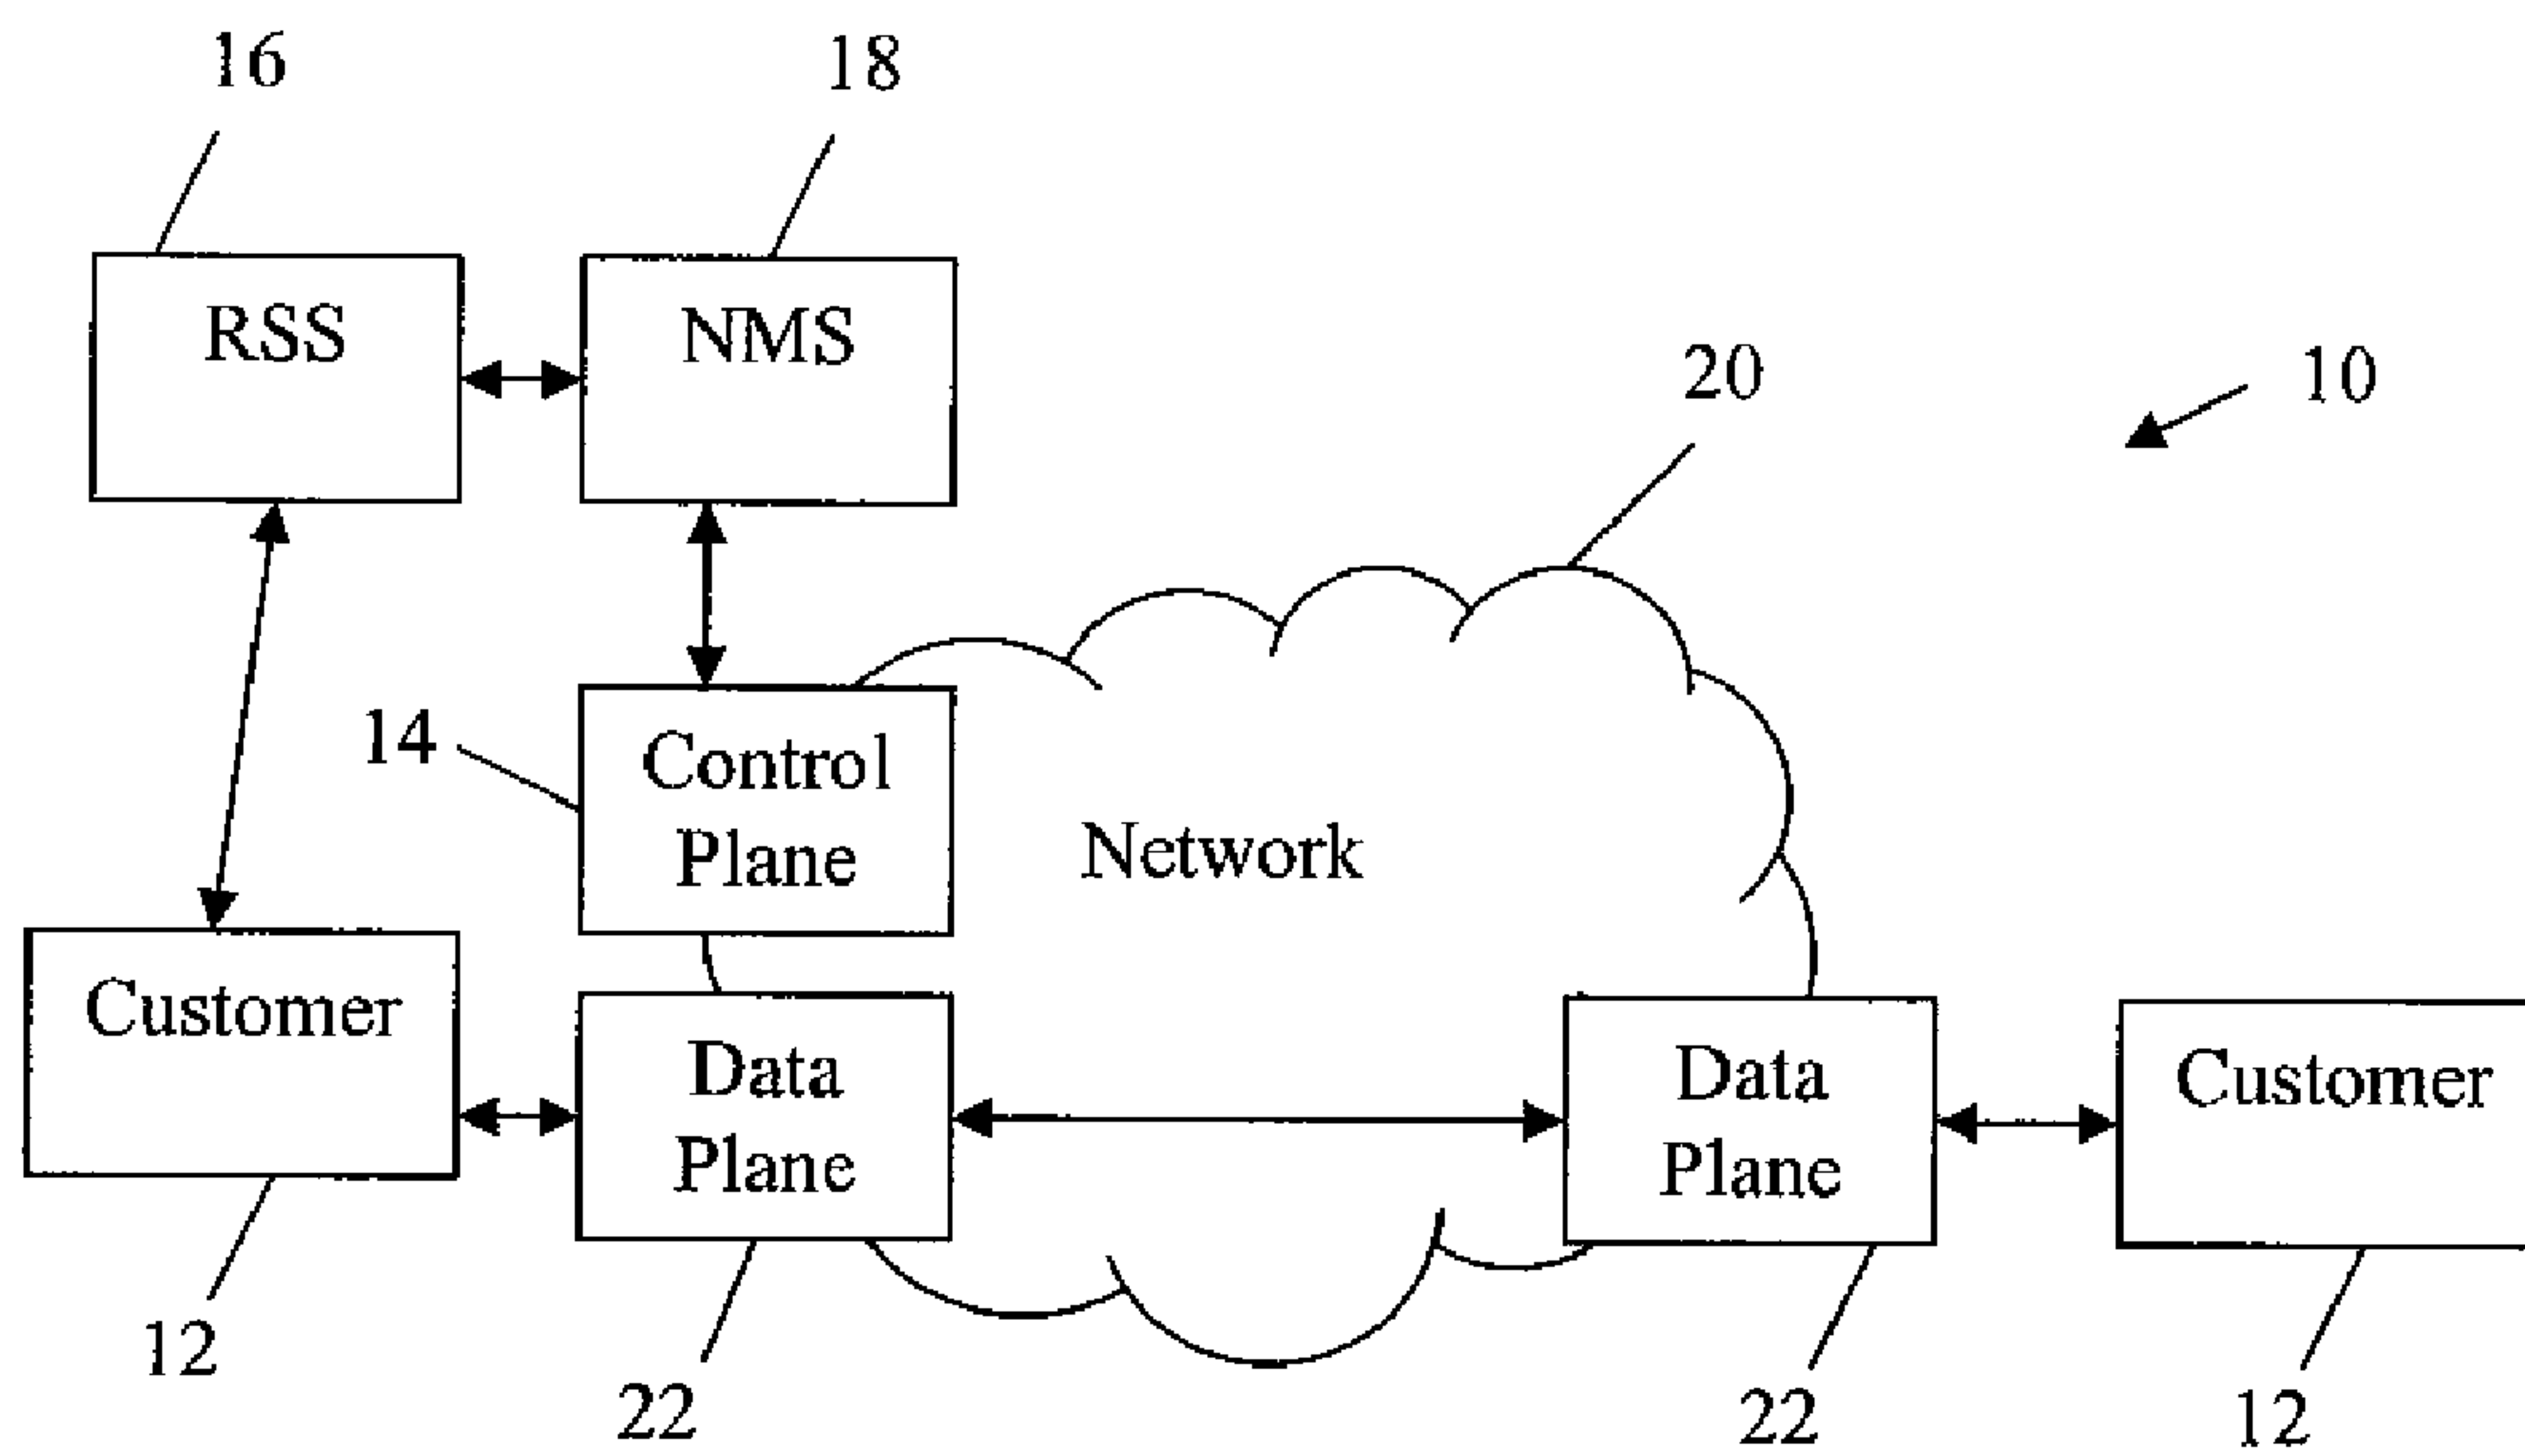 16
18
RSS
NMS
20
10
14
Control
Plane
Network
Customer
Data
Plane
Data
Plane
Customer
12
22
22
12